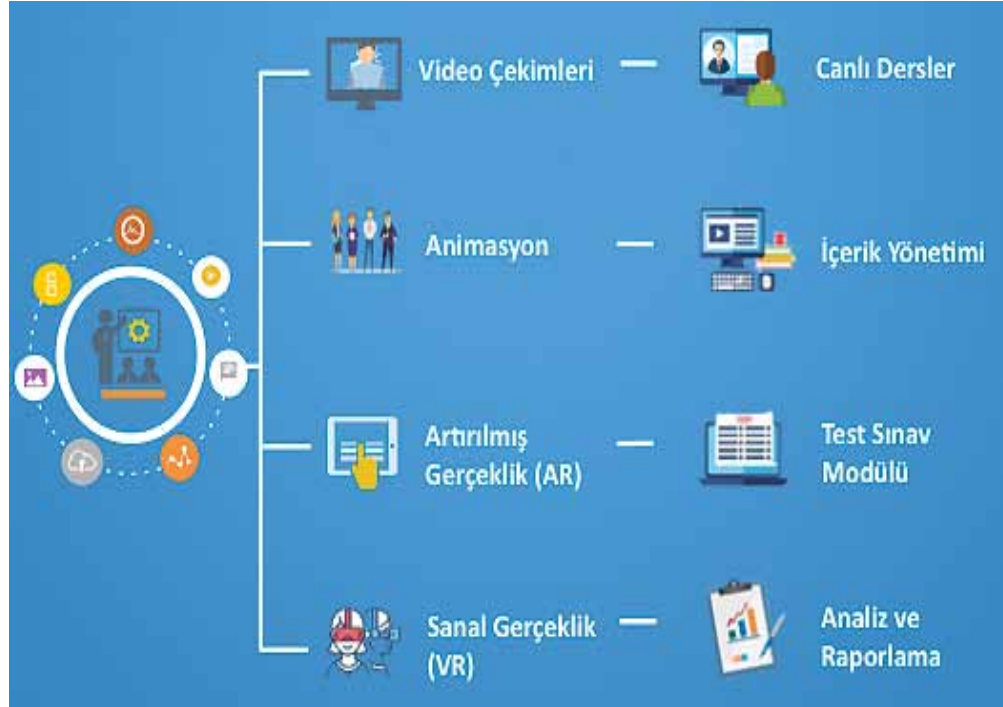 Video Çekimleri
Canlı Dersler
Animasyon
İçerik Yönetimi
Artırılmış
Gerçeklik (AR)
Test Sınav
Modülü
Sanal Gerçeklik
(VR)
Analiz ve
Raporlama